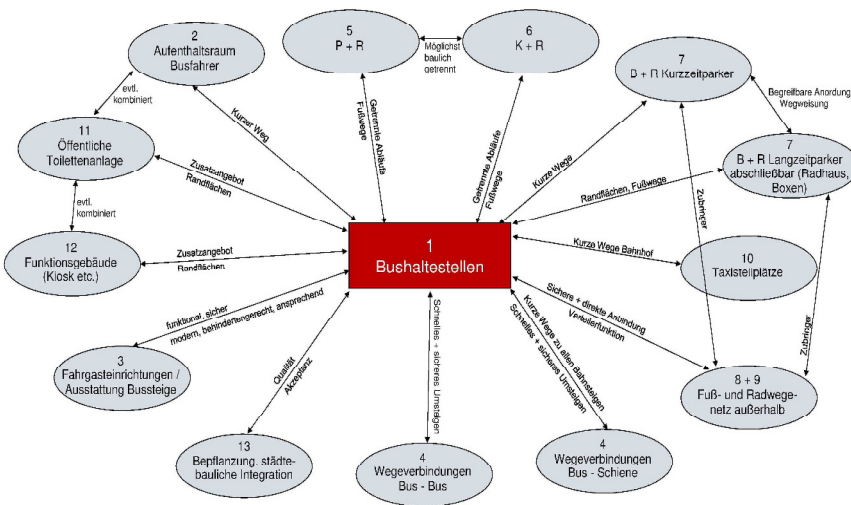 2
Aufenthaltsraum
Busfahrer
5
P + R
Möglichst
baulich
getrennt
6
K + R
7
B + R Kurzzeitparker
Begreifbare Anordung
Wegweisung
evtl.
kombiniert
Kurzer Weg
Getrennte Abläufe
Fußwege
Getrennte Abläufe
Fußwege
Kurze Wege
11
Öffentliche
Toilettenanlage
Zusatzangebot
Randflächen
7
B + R Langzeitparker
abschließbar (Radhaus,
Boxen)
Randflächen, Fußwege
Zubringer
evtl.
kombiniert
1
Bushaltestellen
12
Funktionsgebäude
(Kiosk etc.)
Zusatzangebot
Randflächen
Kurze Wege Bahnhof
10
Taxistellplätze
funktional, sicher
modern, behindertengerecht, ansprechend
Sichere + direkte Anbindung
Verteilerfunktion
Zubringer
3
Fahrgasteinrichtungen /
Ausstattung Bussteige
Qualität
Akzeptanz
Schnelles +
sicheres Umsteigen
Kurze Wege zu allen Bahnsteigen
Schnelles + sicheres Umsteigen
8 + 9
Fuß- und Radwege-
netz außerhalb
13
Bepflanzung, städte-
bauliche Integration
4
Wegeverbindungen
Bus - Bus
4
Wegeverbindungen
Bus - Schiene